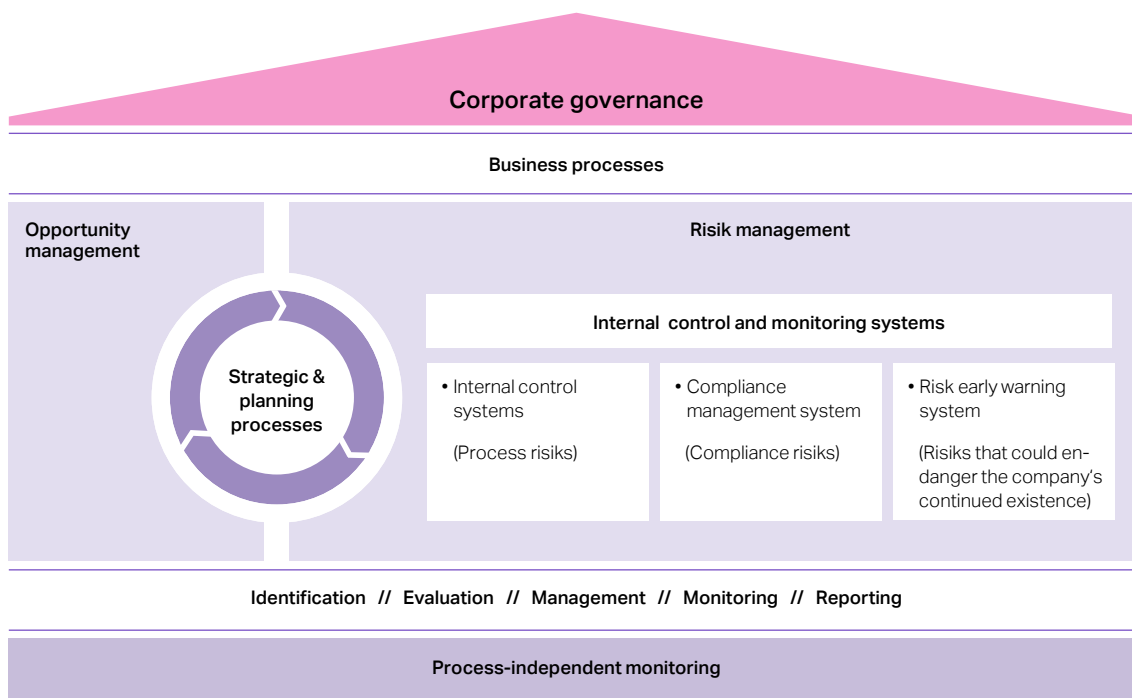 Corporate governance
Business processes
Opportunity
management
Risik management
Strategic &
planning
processes
Internal control and monitoring systems
• Internal control
systems
(Process risiks)
• Compliance
management system
(Compliance risiks)
• Risk early warning
system
(Risiks that could en-
danger the company's
continued existence)
Identification // Evaluation // Management // Monitoring // Reporting
Process-independent monitoring